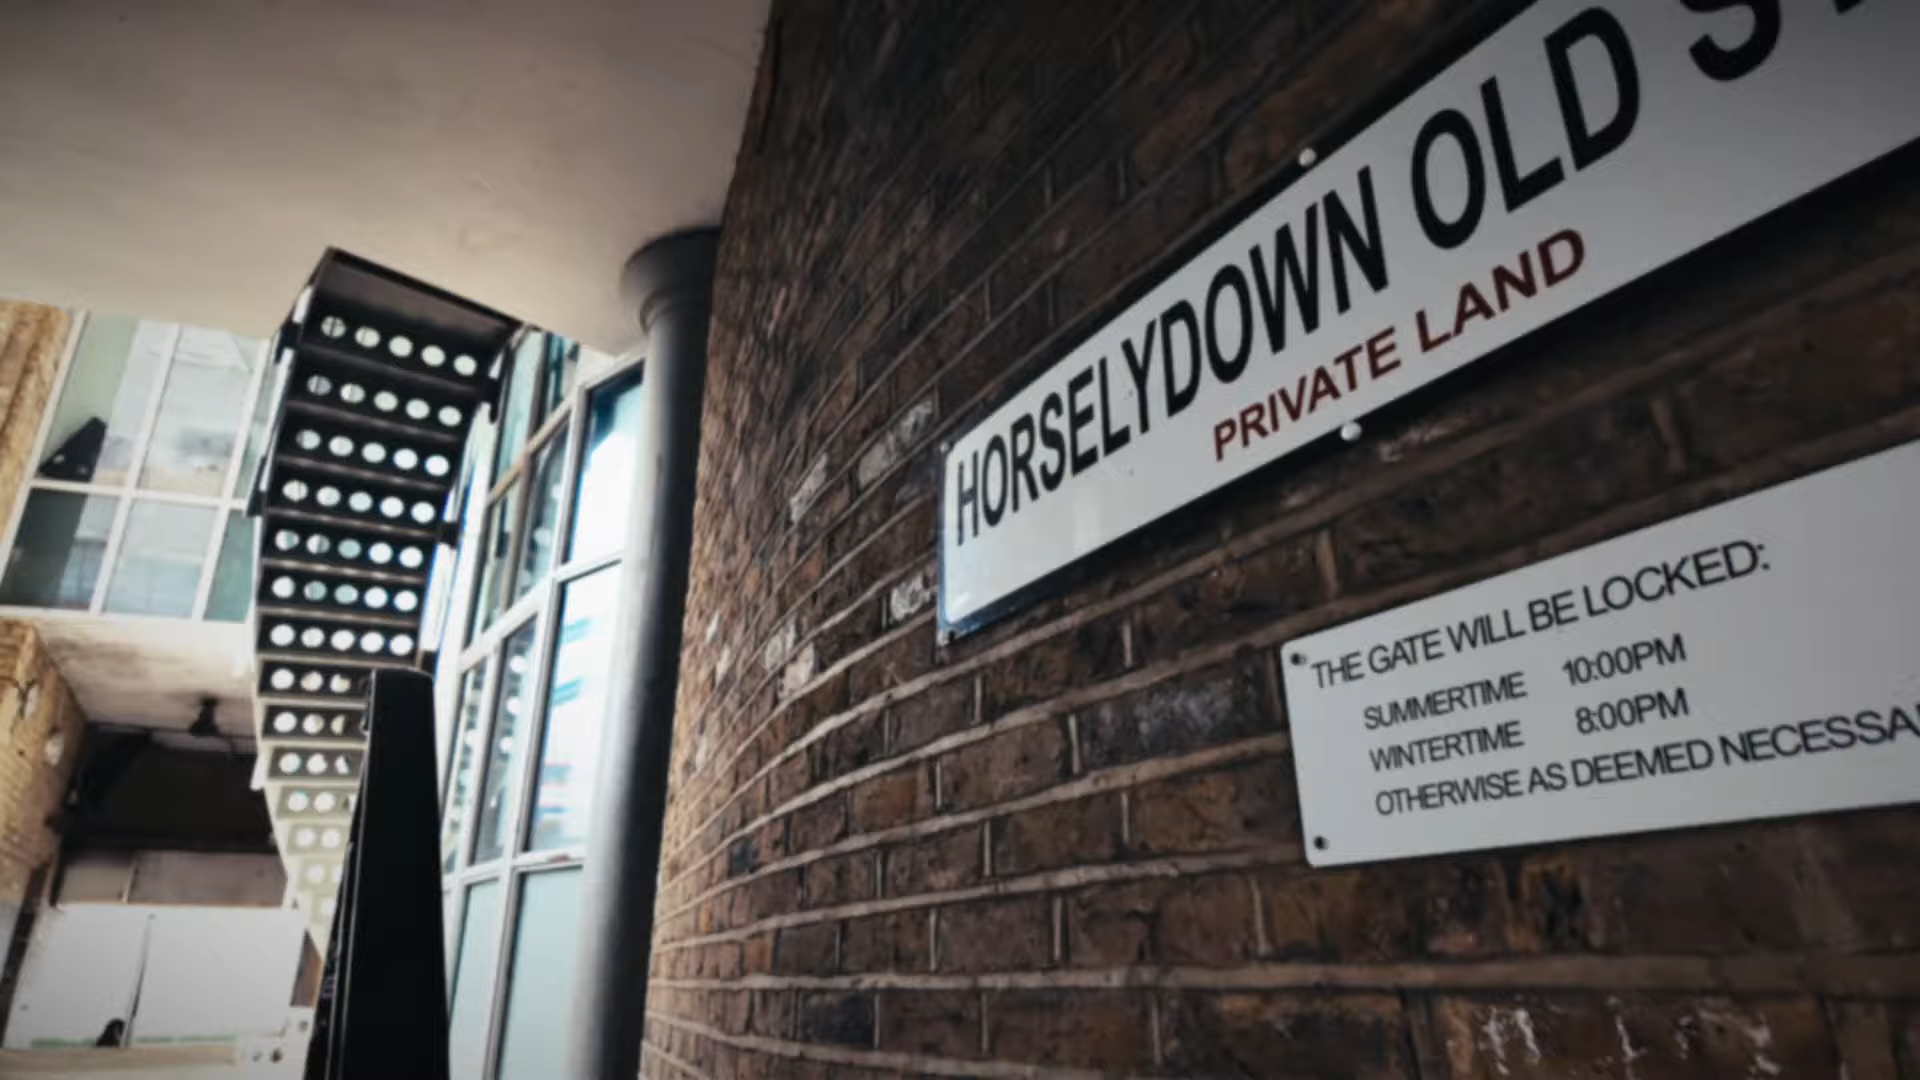 HORSELYDOWN OLD
PRIVATE LAND
THE GATE WILL BE LOCKED:
SUMMERTIME 10:00PM
WINTERTIME 8:00PM
OTHERWISE AS DEEMED